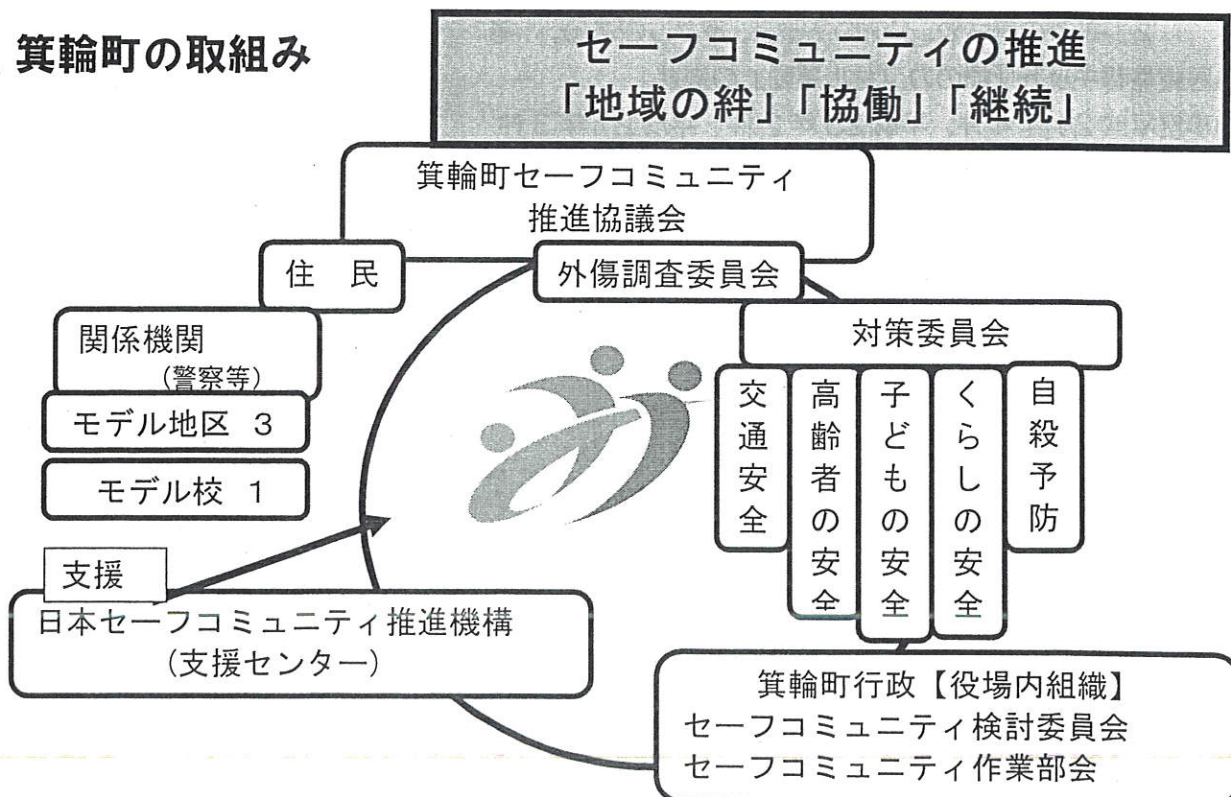 箕輪町の取組み
セーフコミュニティの推進
「地域の絆」「協働」「継続」
箕輪町セーフコミュニティ
推進協議会
住　民
外傷調査委員会
関係機関
(警察等)
対策委員会
モデル地区 3
モデル校 1
交通安全
高齢者の安全
子どもの安全
くらしの安全
自殺予防
支援
日本セーフコミュニティ推進機構
(支援センター)
箕輪町行政【役場内組織】
セーフコミュニティ検討委員会
セーフコミュニティ作業部会